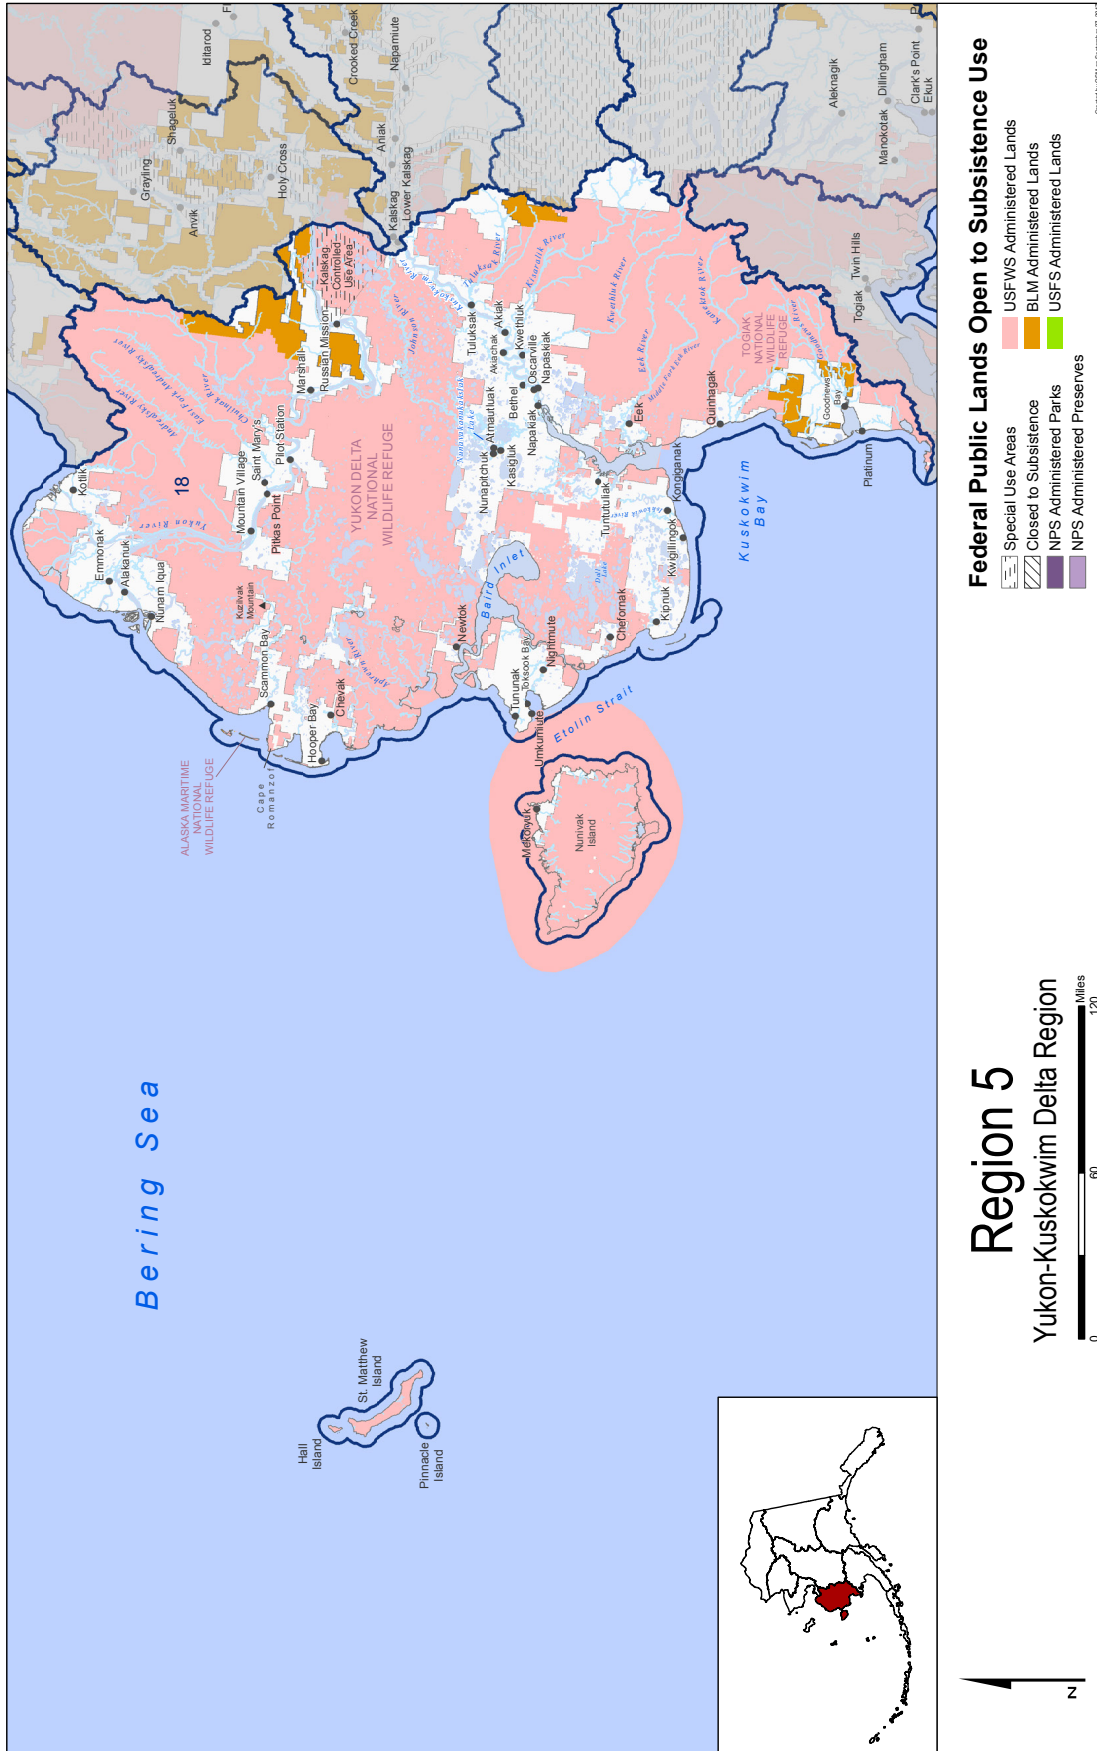 Bering Sea
Hall
Island
St. Matthew
Island
Pinnacle
Island
ALASKA MARITIME
NATIONAL
WILDLIFE REFUGE
Cape
Romanzof
Kotlik
Emmonak
Alakanuk
Nunam Iqua
Yukon River
18
Andreafsky River
East Fork Andreafsky River
Chuilnak River
Mountain Village
Pitkas Point
Saint Mary's
Pilot Station
Marshall
Russian Mission
Kalskag
Controlled
Use Area
Kuzilvak
Mountain
Scammon Bay
Hooper Bay
Chevak
Aphrewn River
YUKON DELTA
NATIONAL
WILDLIFE REFUGE
Johnson River
Kuskokwim River
Tuluksak River
Kisaralik River
Newtok
Baird Inlet
Tununak
Toksook Bay
Umkumiute
Nightmute
Etolin Strait
Mekoryuk
Nunivak
Island
Chefornak
Kipnuk
Kwigillingok
Kongiganak
Tuntutuliak
Dall
Lake
Nunapitchuk
Atmautluak
Kasigluk
Tuluksak
Akiak
Akiachak
Kwethluk
Bethel
Oscarville
Napaskiak
Napakiak
Eek
Kwethluk River
Eek River
Middle Fork Eek River
Kanektok River
Quinhagak
Kuskokwim
Bay
TOGIAK
NATIONAL
WILDLIFE
REFUGE
Goodnews River
Goodnews
Bay
Platinum
Iditarod
Shageluk
Grayling
Anvik
Holy Cross
Crooked Creek
Napamiute
Aniak
Kalskag
Lower Kalskag
Aleknagik
Dillingham
Clark's Point
Ekuk
Manokotak
Twin Hills
Togiak
N
Region 5
Yukon-Kuskokwim Delta Region
0
60
120
Miles
Federal Public Lands Open to Subsistence Use
Special Use Areas
Closed to Subsistence
NPS Administered Parks
NPS Administered Preserves
USFWS Administered Lands
BLM Administered Lands
USFS Administered Lands